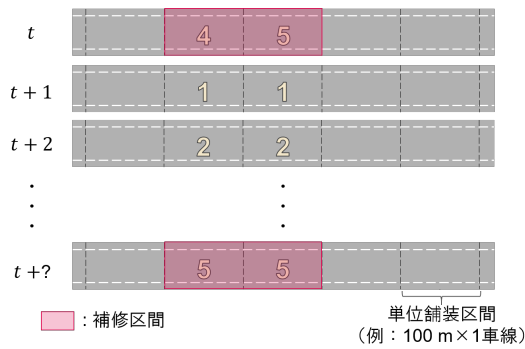 t 4 5
t + 1 1 1
t + 2 2 2
t +? 5 5
：補修区間
単位舗装区間
（例：100 m×1車線）